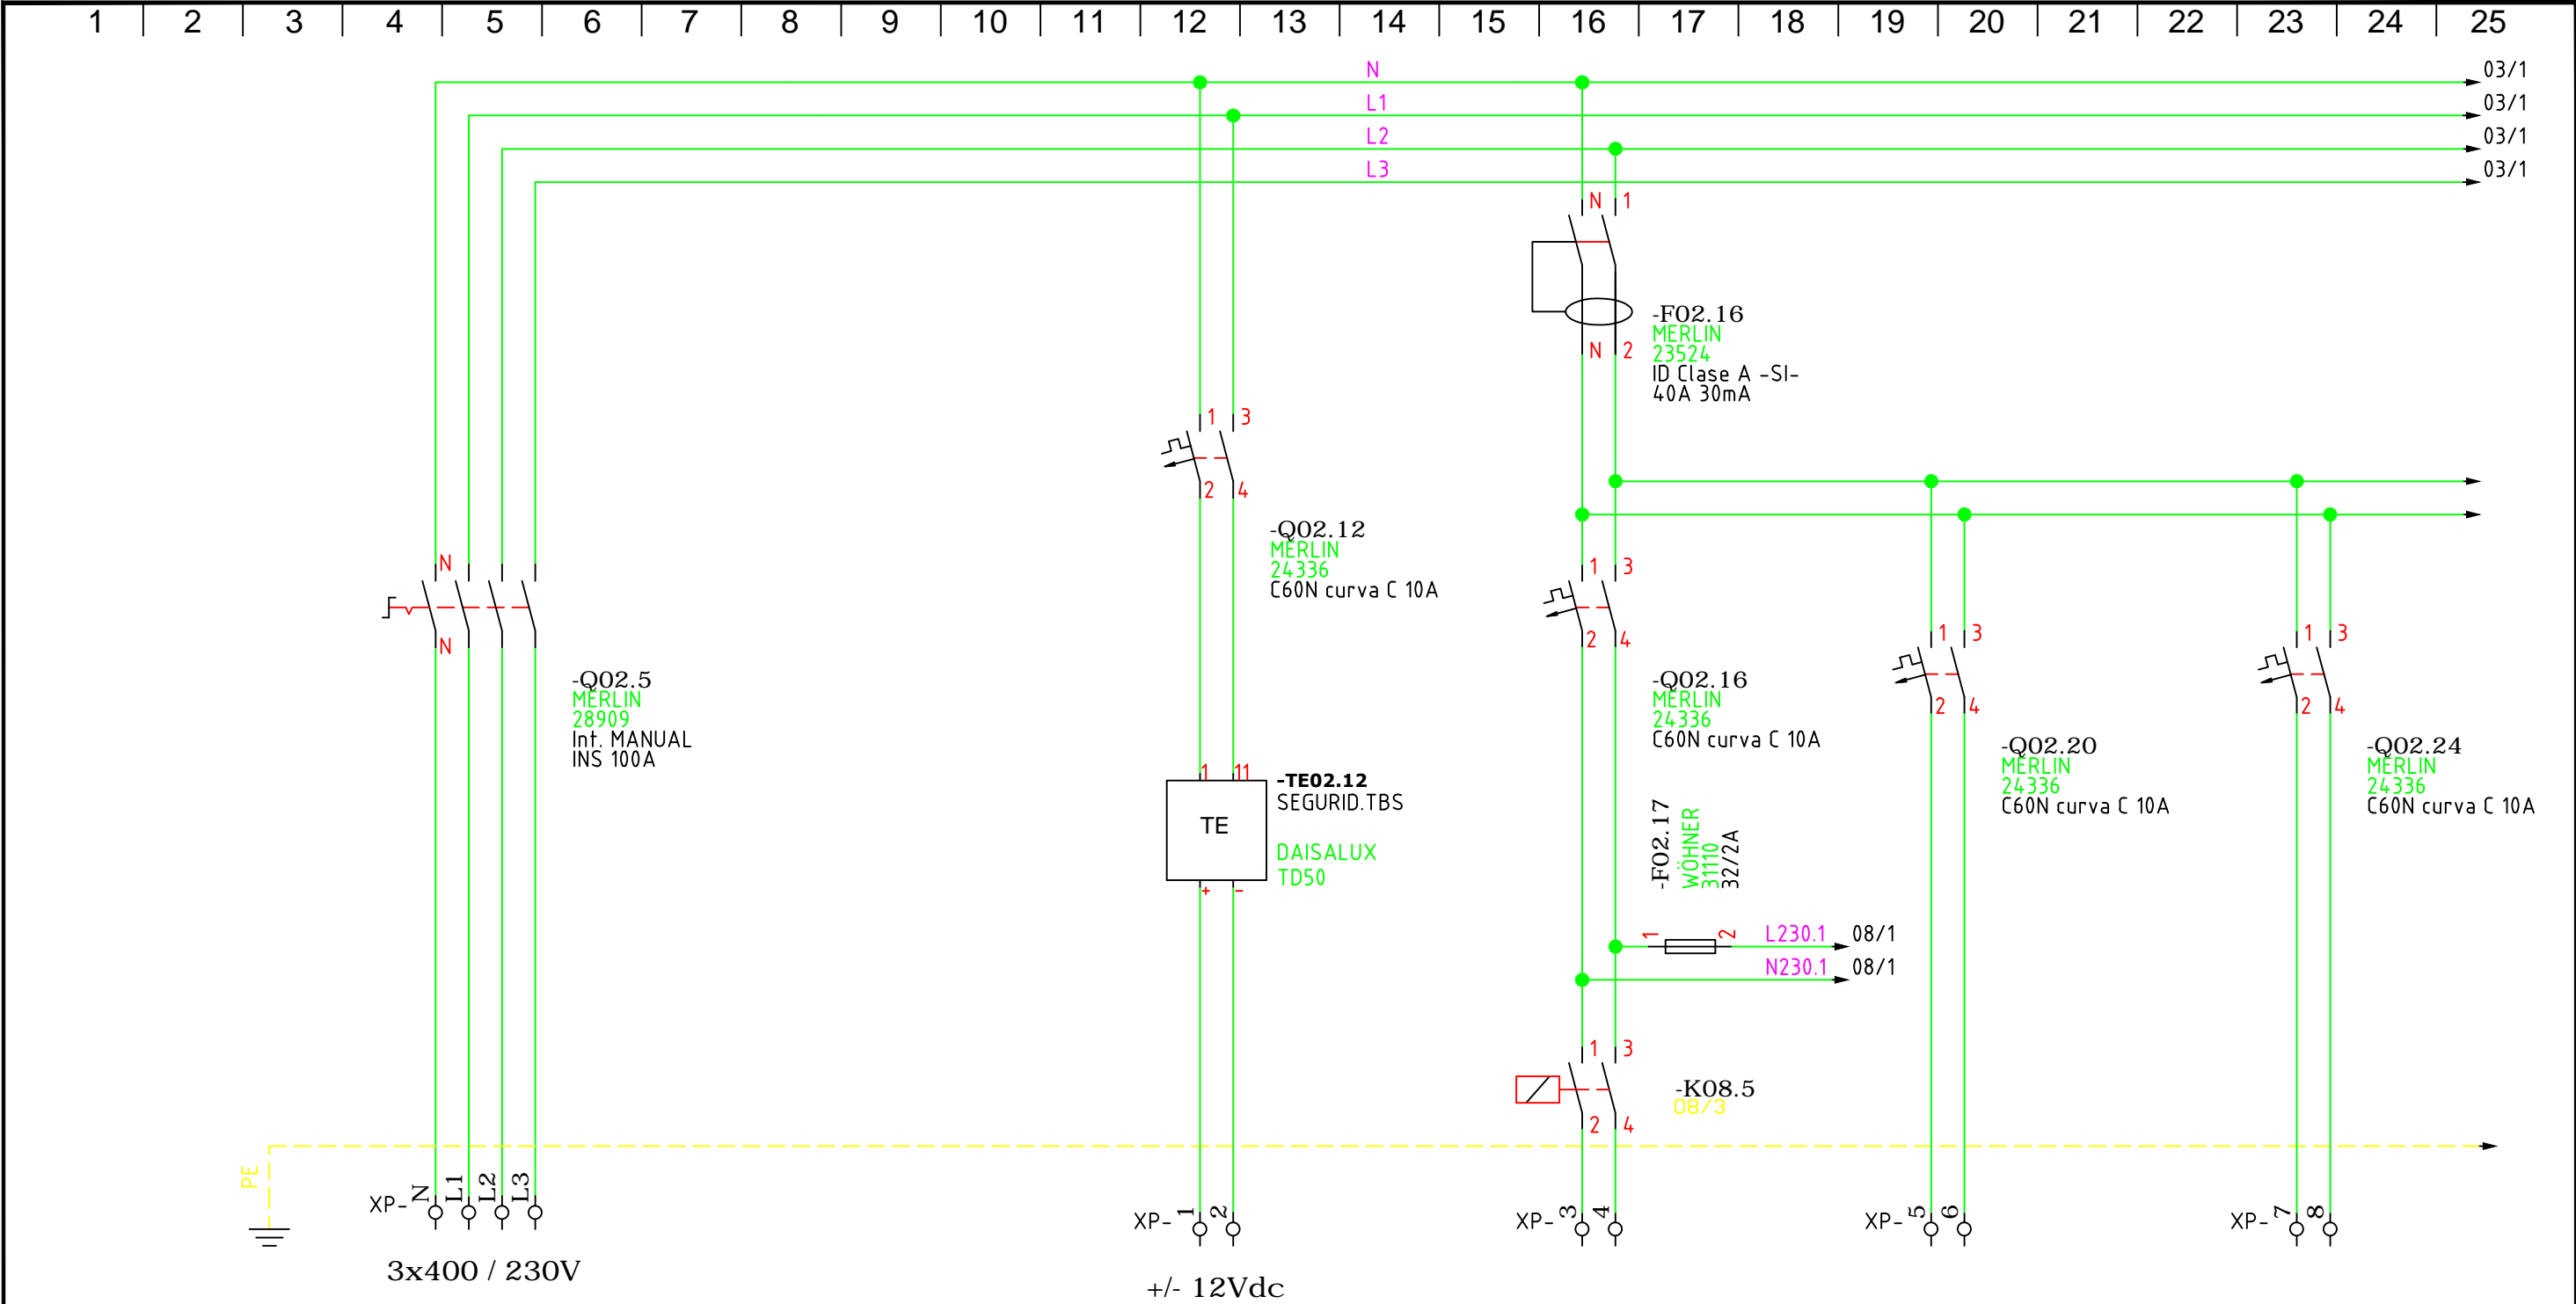 1 2 3 4 5 6 7 8 9 10 11 12 13 14 15 16 17 18 19 20 21 22 23 24 25
N 03/1
L1 03/1
L2 03/1
L3 03/1
N 1
-F02.16
MERLIN
23524
ID Clase A -SI-
40A 30mA
N 2
1 3
2 4
-Q02.12
MERLIN
24336
C60N curva C 10A
N
N
-Q02.5
MERLIN
28909
Int. MANUAL
INS 100A
1 3
2 4
-Q02.16
MERLIN
24336
C60N curva C 10A
1 3
2 4
-Q02.20
MERLIN
24336
C60N curva C 10A
1 3
2 4
-Q02.24
MERLIN
24336
C60N curva C 10A
1 11
-TE02.12
SEGURID.TBS
TE
DAISALUX
TD50
+ -
-F02.17
WÖHNER
31110
32/2A
1 2
L230.1 08/1
N230.1 08/1
1 3
-K08.5
08/3
2 4
PE
XP- N L1 L2 L3
XP- 1 2
XP- 3 4
XP- 5 6
XP- 7 8
3x400 / 230V
+/- 12Vdc